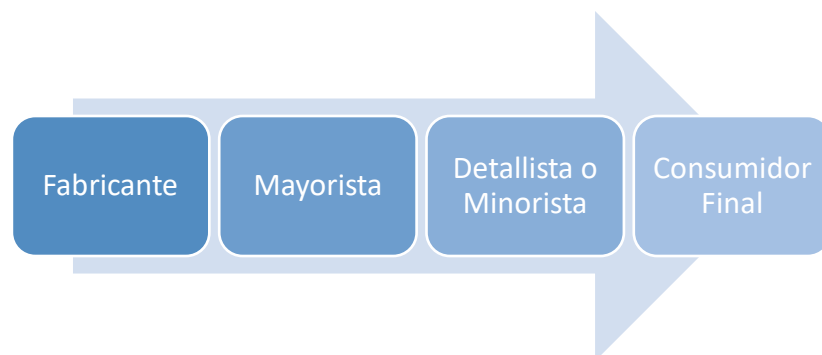 Fabricante
Mayorista
Detallista o
Minorista
Consumidor
Final